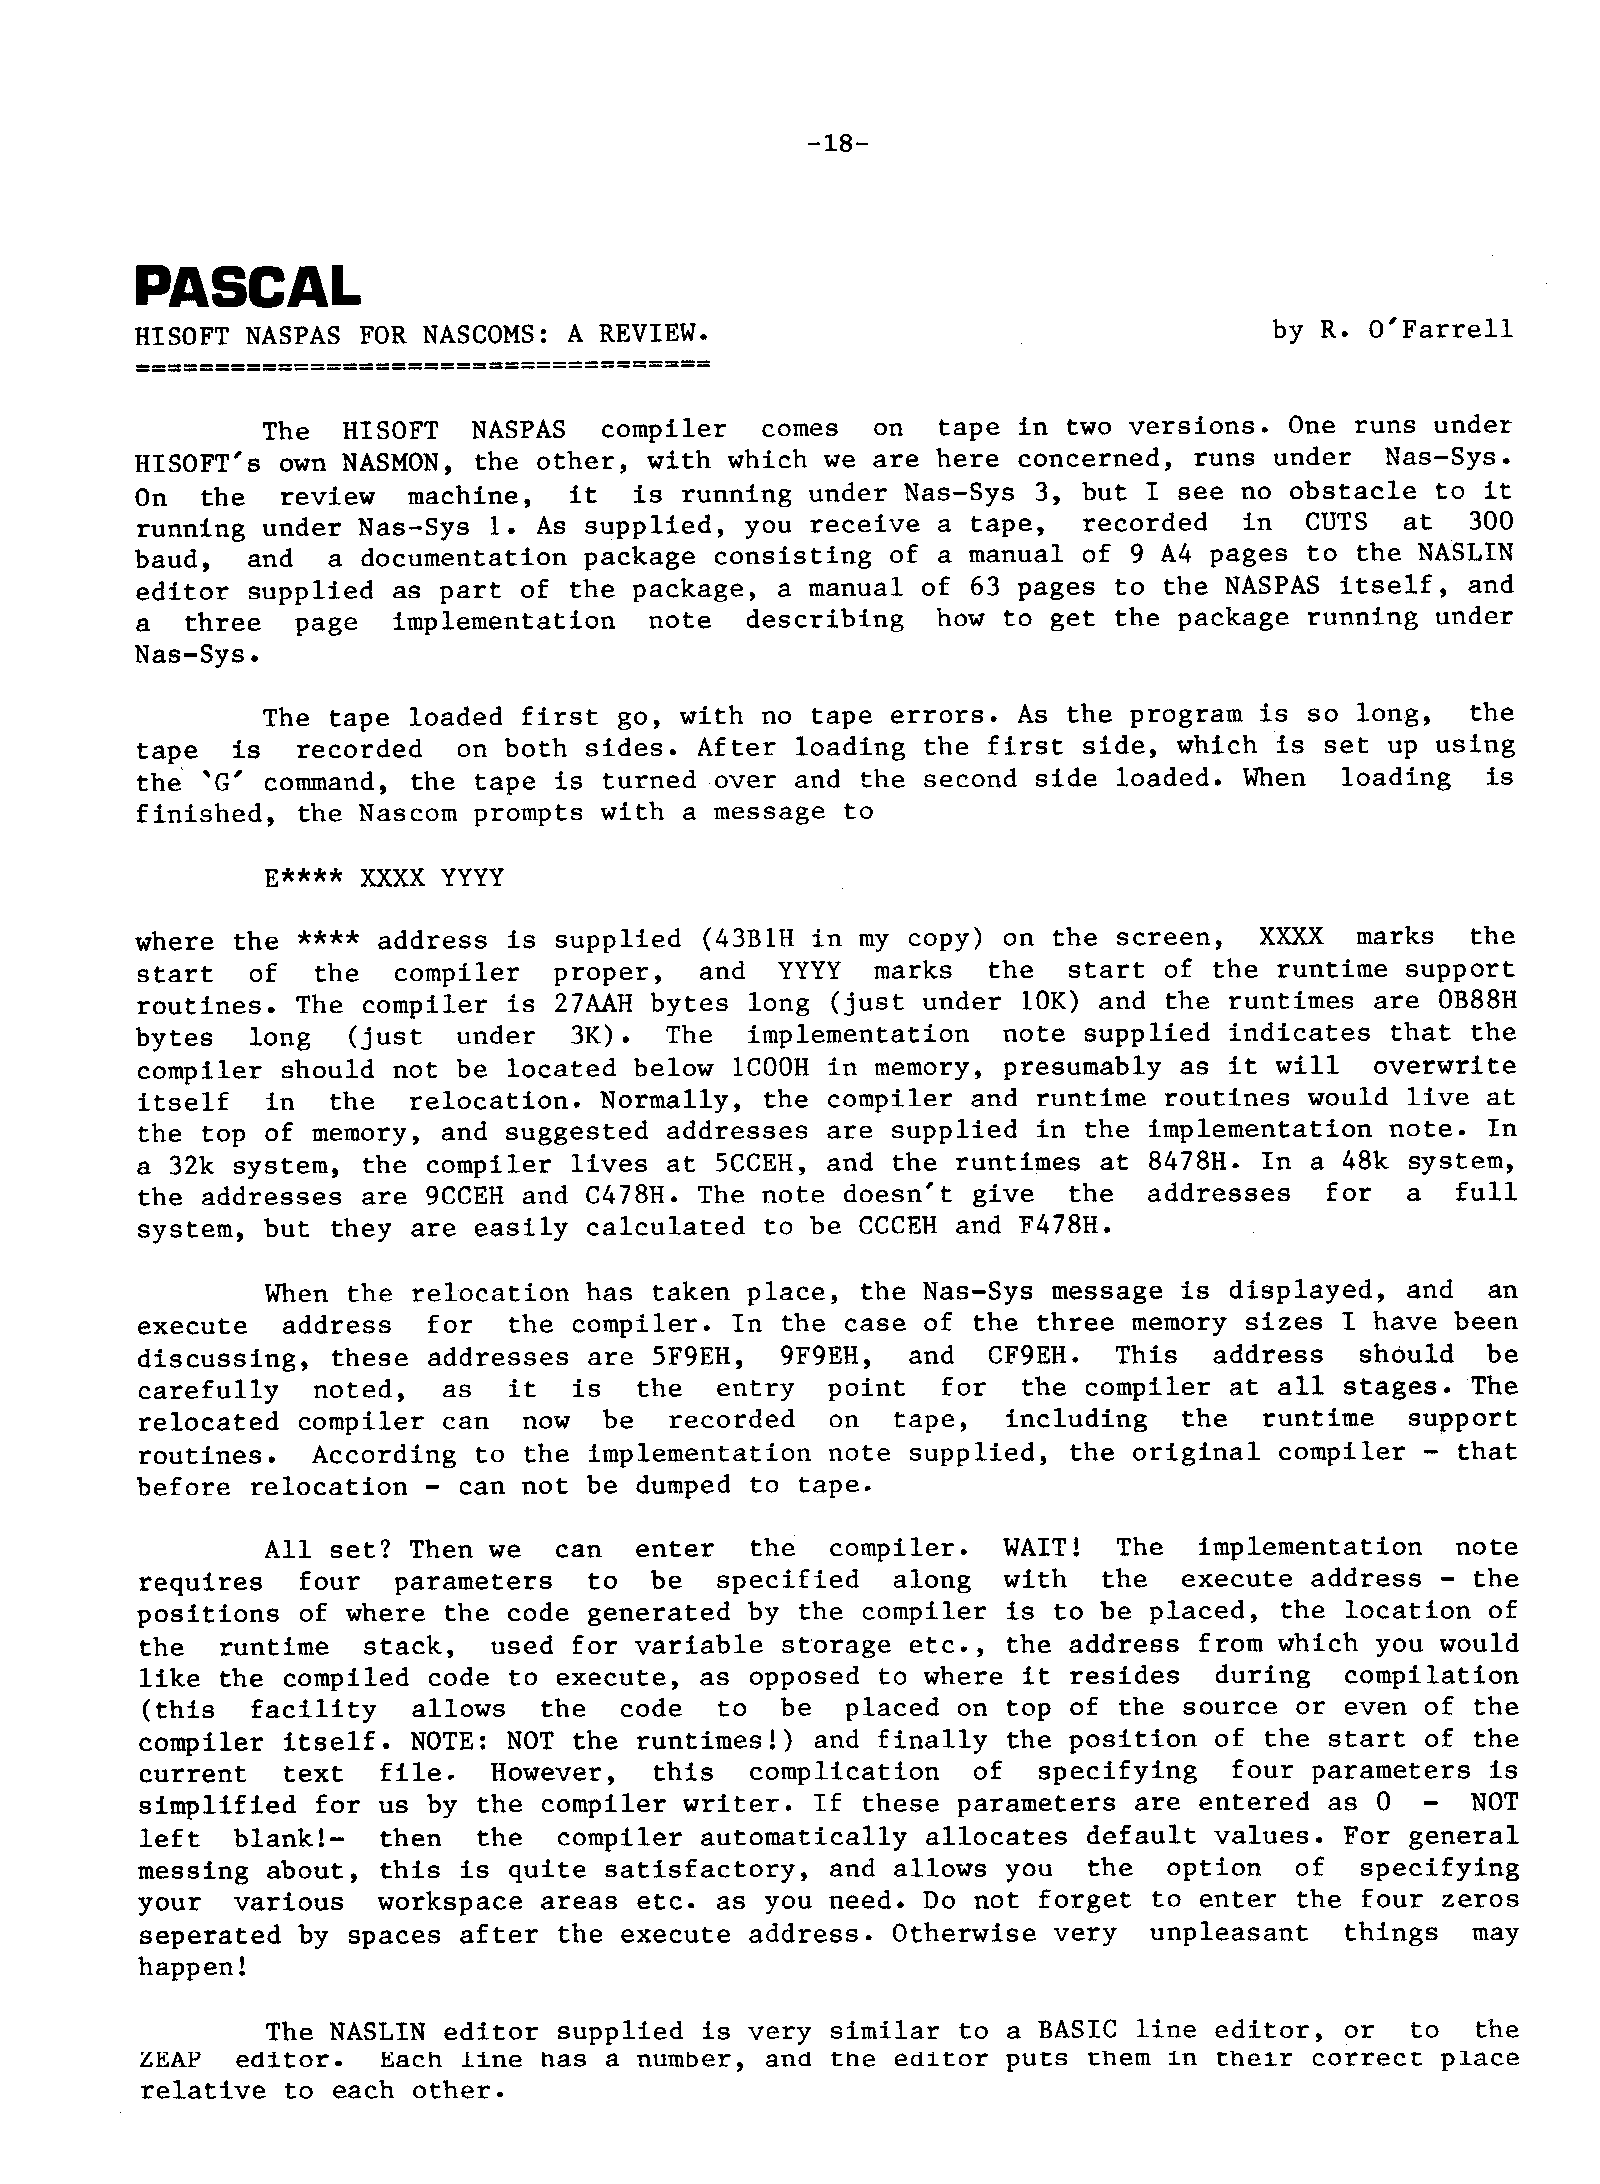 -18-
PASCAL
HISOFT NASPAS FOR NASCOMS: A REVIEW. by R. O'Farrell
====================================
The HISOFT NASPAS compiler comes on tape in two versions. One runs under
HISOFT's own NASMON, the other, with which we are here concerned, runs under Nas-Sys.
On the review machine, it is running under Nas-Sys 3, but I see no obstacle to it
running under Nas-Sys 1. As supplied, you receive a tape, recorded in CUTS at 300
baud, and a documentation package consisting of a manual of 9 A4 pages to the NASLIN
editor supplied as part of the package, a manual of 63 pages to the NASPAS itself, and
a three page implementation note describing how to get the package running under
Nas-Sys.
The tape loaded first go, with no tape errors. As the program is so long, the
tape is recorded on both sides. After loading the first side, which is set up using
the `G' command, the tape is turned over and the second side loaded. When loading is
finished, the Nascom prompts with a message to
E**** XXXX YYYY
where the **** address is supplied (43B1H in my copy) on the screen, XXXX marks the
start of the compiler proper, and YYYY marks the start of the runtime support
routines. The compiler is 27AAH bytes long (just under 10K) and the runtimes are 0B88H
bytes long (just under 3K). The implementation note supplied indicates that the
compiler should not be located below 1C00H in memory, presumably as it will overwrite
itself in the relocation. Normally, the compiler and runtime routines would live at
the top of memory, and suggested addresses are supplied in the implementation note. In
a 32k system, the compiler lives at 5CCEH, and the runtimes at 8478H. In a 48k system,
the addresses are 9CCEH and C478H. The note doesn't give the addresses for a full
system, but they are easily calculated to be CCCEH and F478H.
When the relocation has taken place, the Nas-Sys message is displayed, and an
execute address for the compiler. In the case of the three memory sizes I have been
discussing, these addresses are 5F9EH, 9F9EH, and CF9EH. This address should be
carefully noted, as it is the entry point for the compiler at all stages. The
relocated compiler can now be recorded on tape, including the runtime support
routines. According to the implementation note supplied, the original compiler - that
before relocation - can not be dumped to tape.
All set? Then we can enter the compiler. WAIT! The implementation note
requires four parameters to be specified along with the execute address - the
positions of where the code generated by the compiler is to be placed, the location of
the runtime stack, used for variable storage etc., the address from which you would
like the compiled code to execute, as opposed to where it resides during compilation
(this facility allows the code to be placed on top of the source or even of the
compiler itself. NOTE: NOT the runtimes!) and finally the position of the start of the
current text file. However, this complication of specifying four parameters is
simplified for us by the compiler writer. If these parameters are entered as 0 - NOT
left blank!- then the compiler automatically allocates default values. For general
messing about, this is quite satisfactory, and allows you the option of specifying
your various workspace areas etc. as you need. Do not forget to enter the four zeros
seperated by spaces after the execute address. Otherwise very unpleasant things may
happen!
The NASLIN editor supplied is very similar to a BASIC line editor, or to the
ZEAP editor. Each line has a number, and the editor puts them in their correct place
relative to each other.